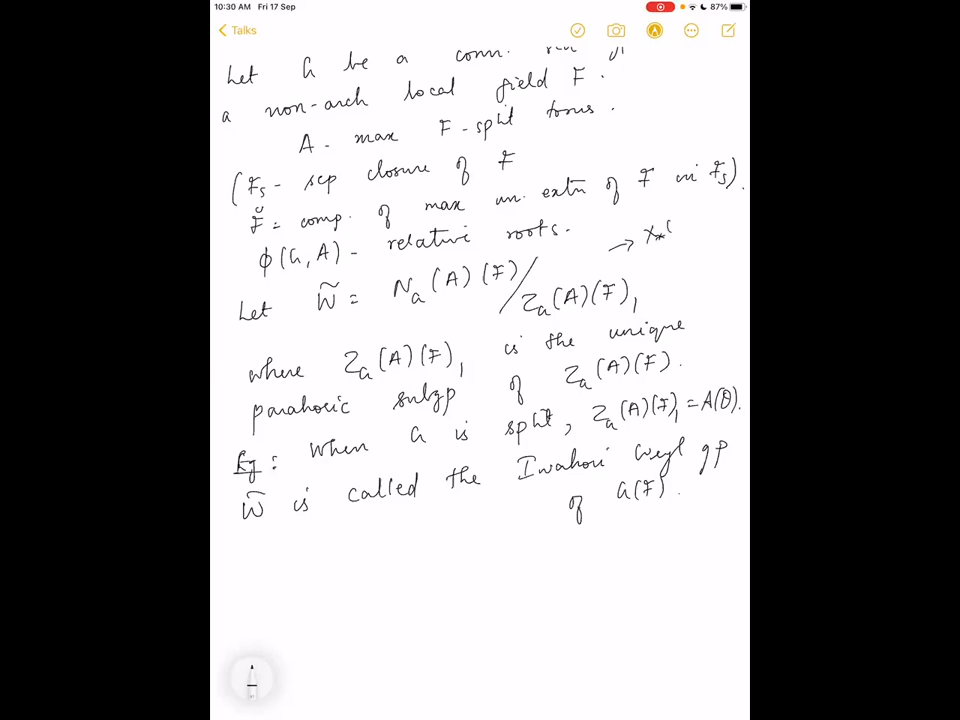 10:30 AM Fri 17 Sep
87%
Talks
Let G be a conn.
a non-arch local field F.
A - max F-split torus.
(F_s - sep closure of F
F̆ = comp. of max un. extn of F in F_s).
Φ(G, A) - relative roots. → X_*(
Let W̃ = N_G(A)(F)/Z_G(A)(F)_1
where Z_G(A)(F)_1 is the unique
parahoric subgp of Z_G(A)(F).
Eg: When G is split, Z_G(A)(F)_1 = A(O).
W̃ is called the Iwahori Weyl gp
of G(F).